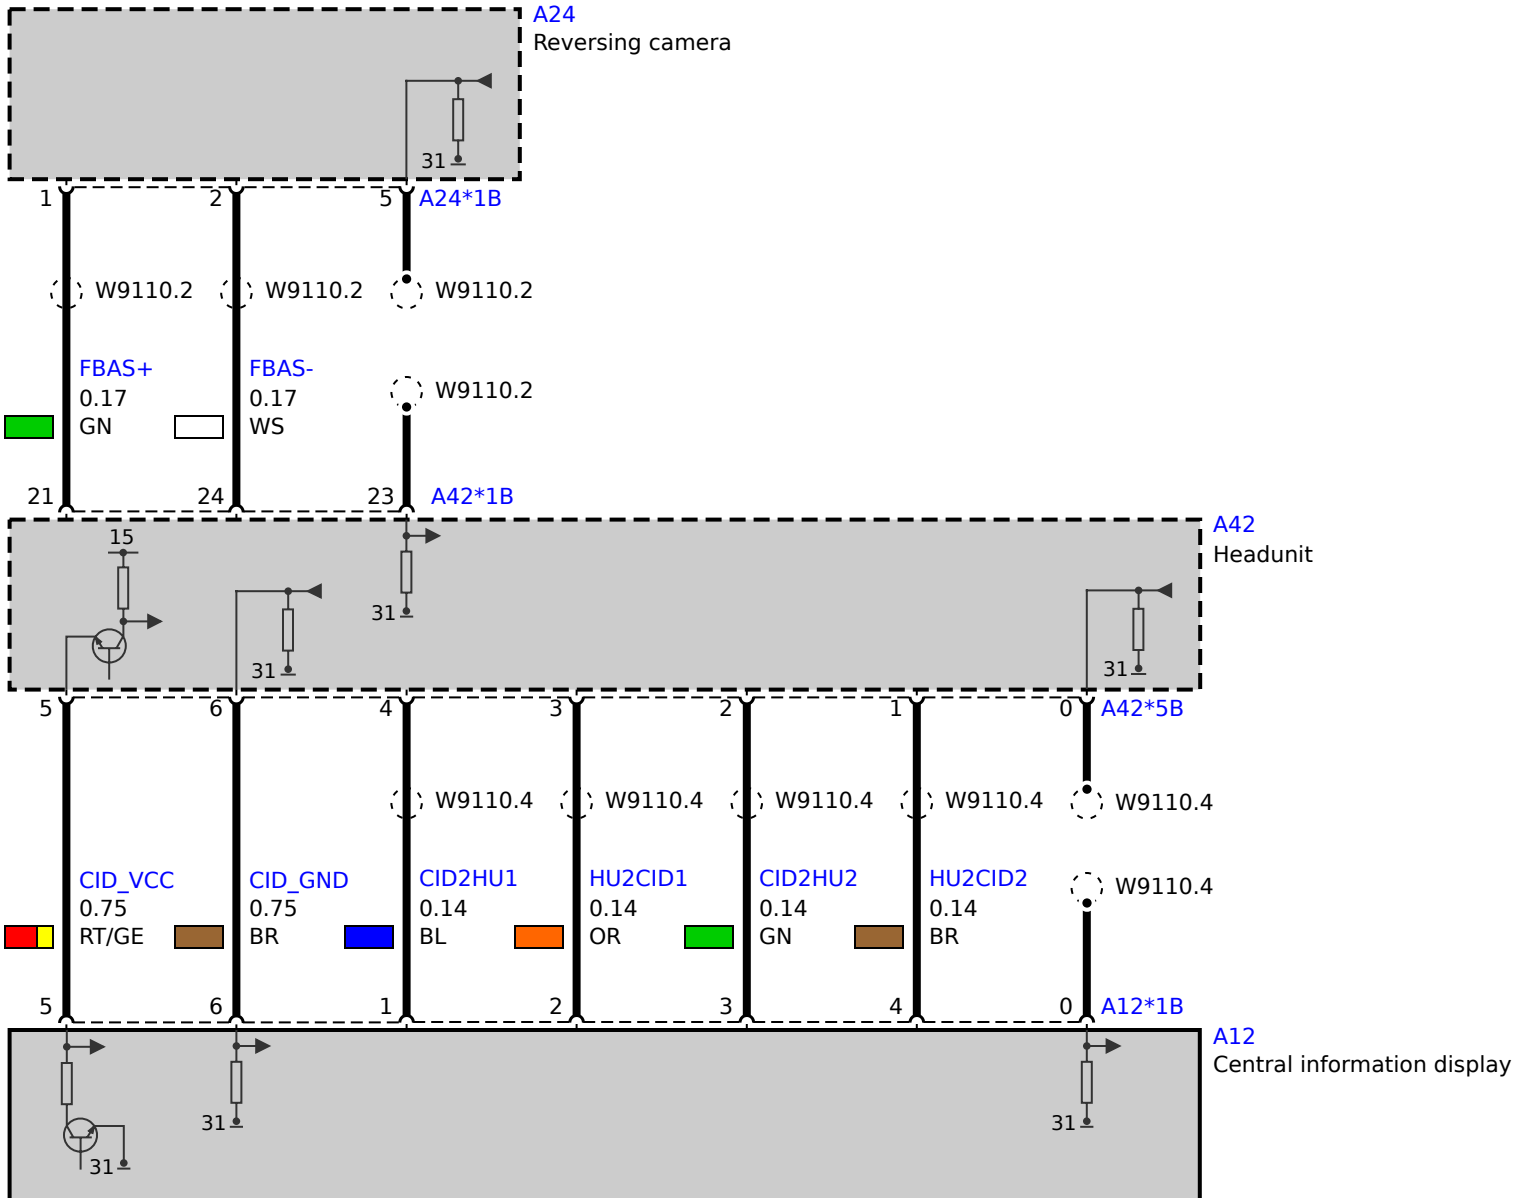 A24
Reversing camera
31
1
2
5
A24*1B
W9110.2
W9110.2
W9110.2
FBAS+
0.17
GN
FBAS-
0.17
WS
W9110.2
21
24
23
A42*1B
A42
Headunit
15
31
31
31
5
6
4
3
2
1
0
A42*5B
W9110.4
W9110.4
W9110.4
W9110.4
W9110.4
CID_VCC
0.75
RT/GE
CID_GND
0.75
BR
CID2HU1
0.14
BL
HU2CID1
0.14
OR
CID2HU2
0.14
GN
HU2CID2
0.14
BR
W9110.4
5
6
1
2
3
4
0
A12*1B
A12
Central information display
31
31
31